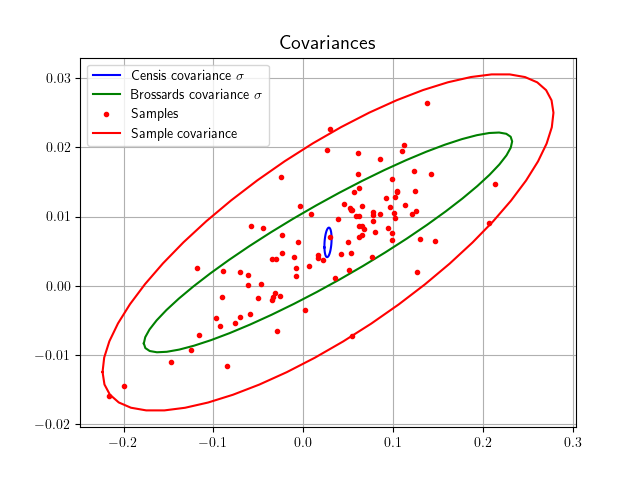 Covariances
Censis covariance σ
Brossards covariance σ
Samples
Sample covariance
0.03
0.02
0.01
0.00
−0.01
−0.02
−0.2 −0.1 0.0 0.1 0.2 0.3